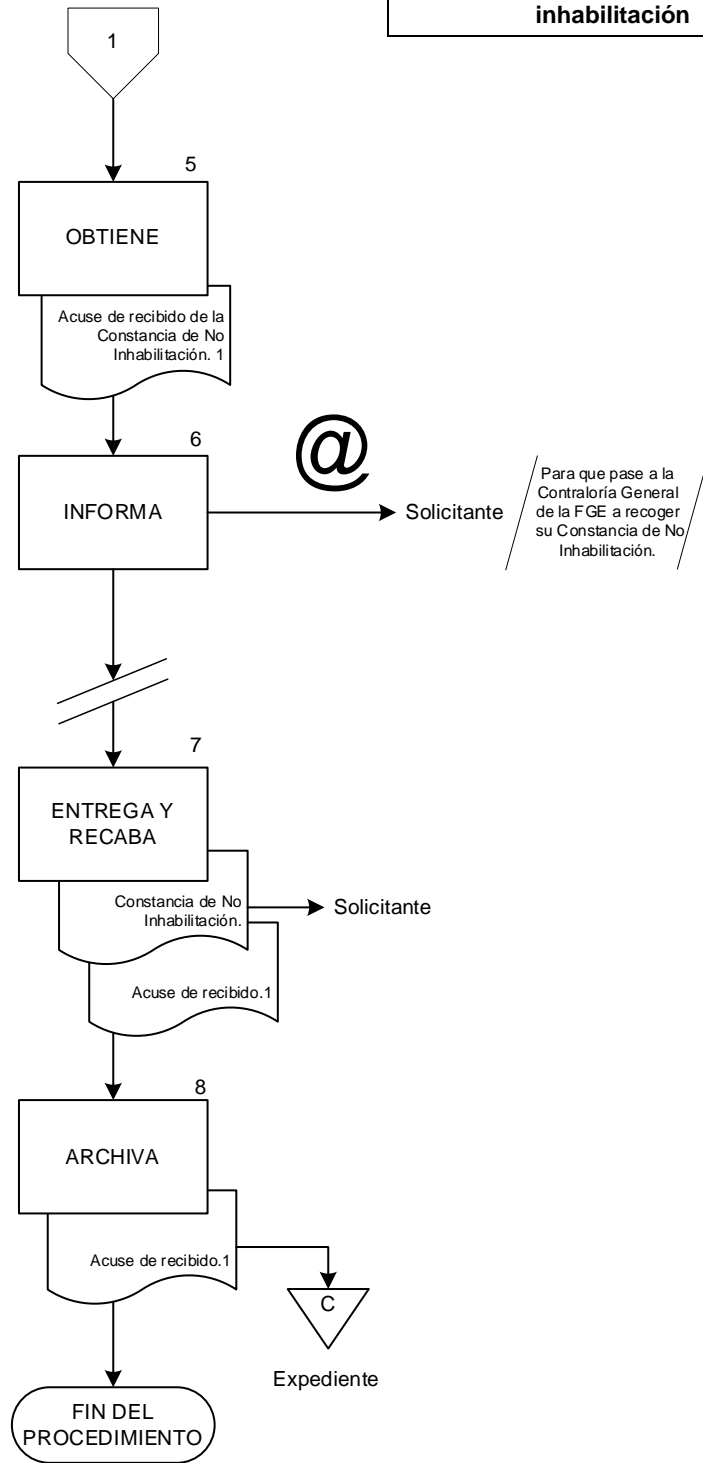 inhabilitación
1
5
OBTIENE
Acuse de recibido de la
Constancia de No
Inhabilitación. 1
6
@
INFORMA
Solicitante
Para que pase a la
Contraloría General
de la FGE a recoger
su Constancia de No
Inhabilitación.
7
ENTREGA Y
RECABA
Constancia de No
Inhabilitación.
Solicitante
Acuse de recibido.1
8
ARCHIVA
Acuse de recibido.1
C
Expediente
FIN DEL
PROCEDIMIENTO